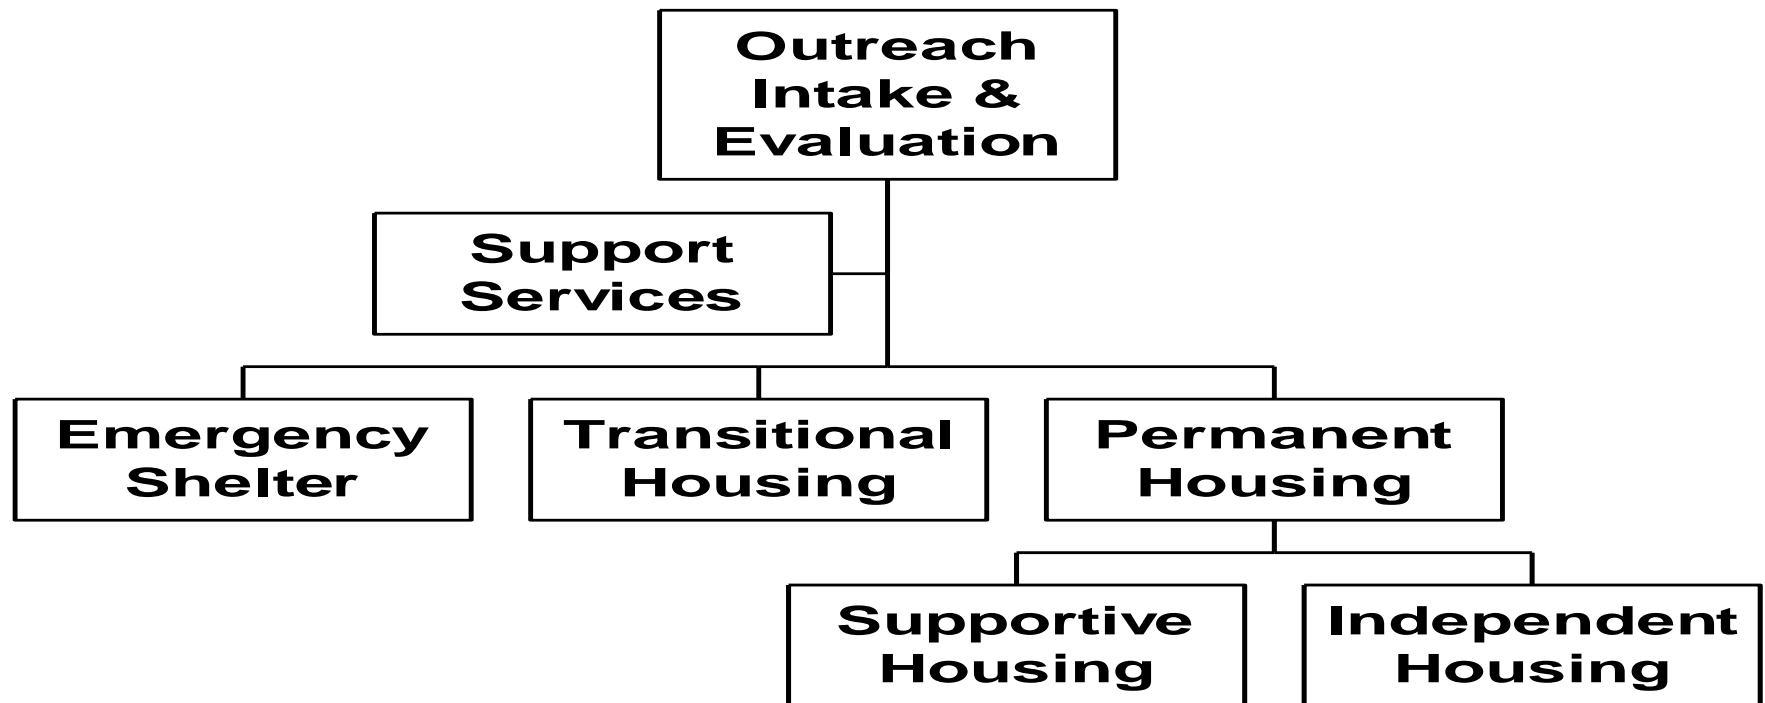 Outreach
Intake &
Evaluation
Support
Services
Emergency
Shelter
Transitional
Housing
Permanent
Housing
Supportive
Housing
Independent
Housing